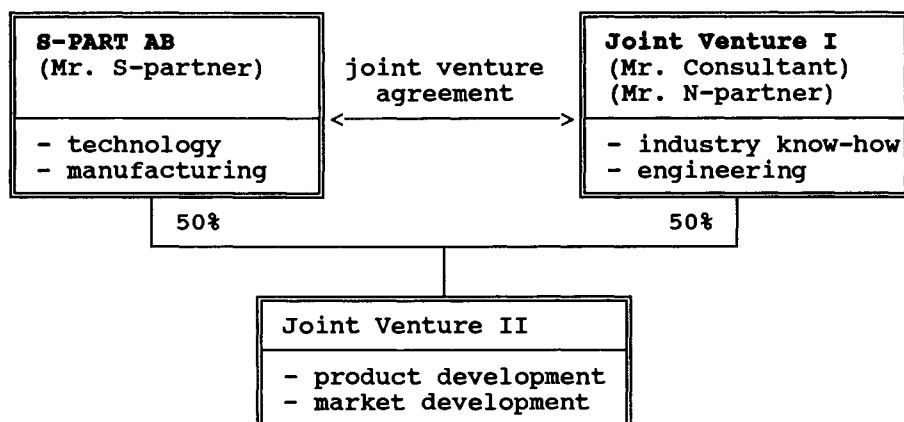 S-PART AB
(Mr. S-partner)
- technology
- manufacturing
joint venture
agreement
Joint Venture I
(Mr. Consultant)
(Mr. N-partner)
- industry know-how
- engineering
50%
50%
Joint Venture II
- product development
- market development